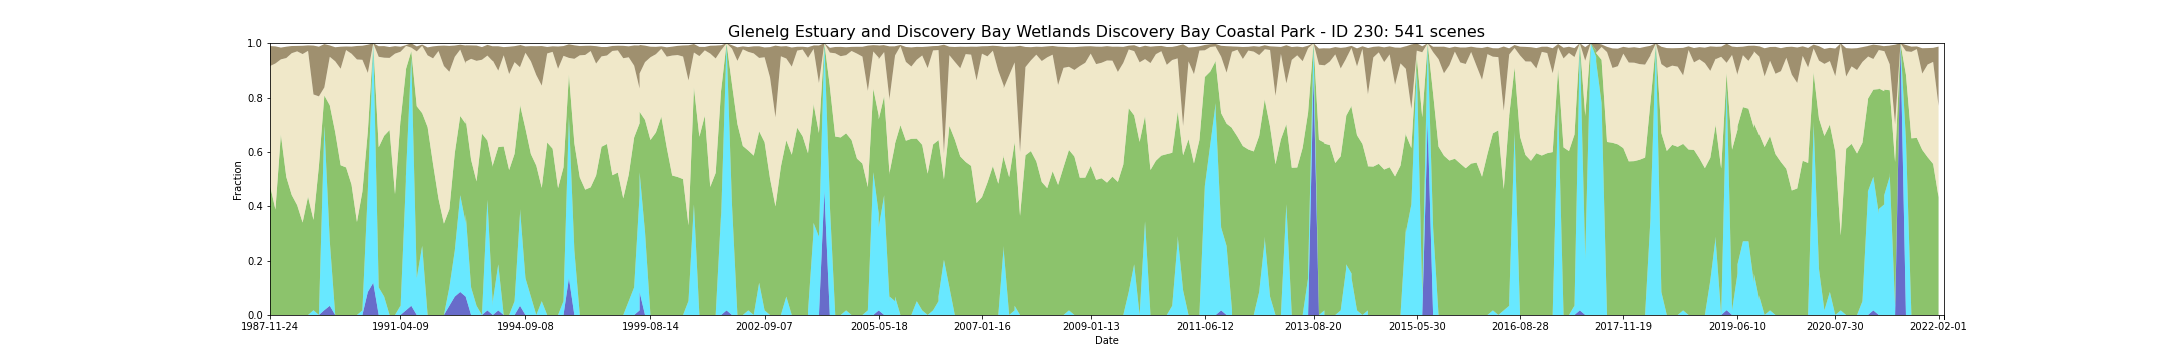 Glenelg Estuary and Discovery Bay Wetlands Discovery Bay Coastal Park - ID 230: 541 scenes
1.0
0.8
0.6
0.4
0.2
0.0
Fraction
1987-11-24 1991-04-09 1994-09-08 1999-08-14 2002-09-07 2005-05-18 2007-01-16 2009-01-13 2011-06-12 2013-08-20 2015-05-30 2016-08-28 2017-11-19 2019-06-10 2020-07-30 2022-02-01
Date